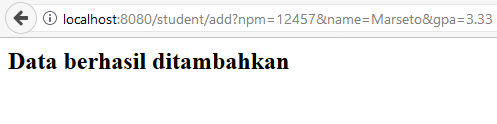 localhost:8080/student/add?npm=12457&name=Marseto&gpa=3.33
Data berhasil ditambahkan